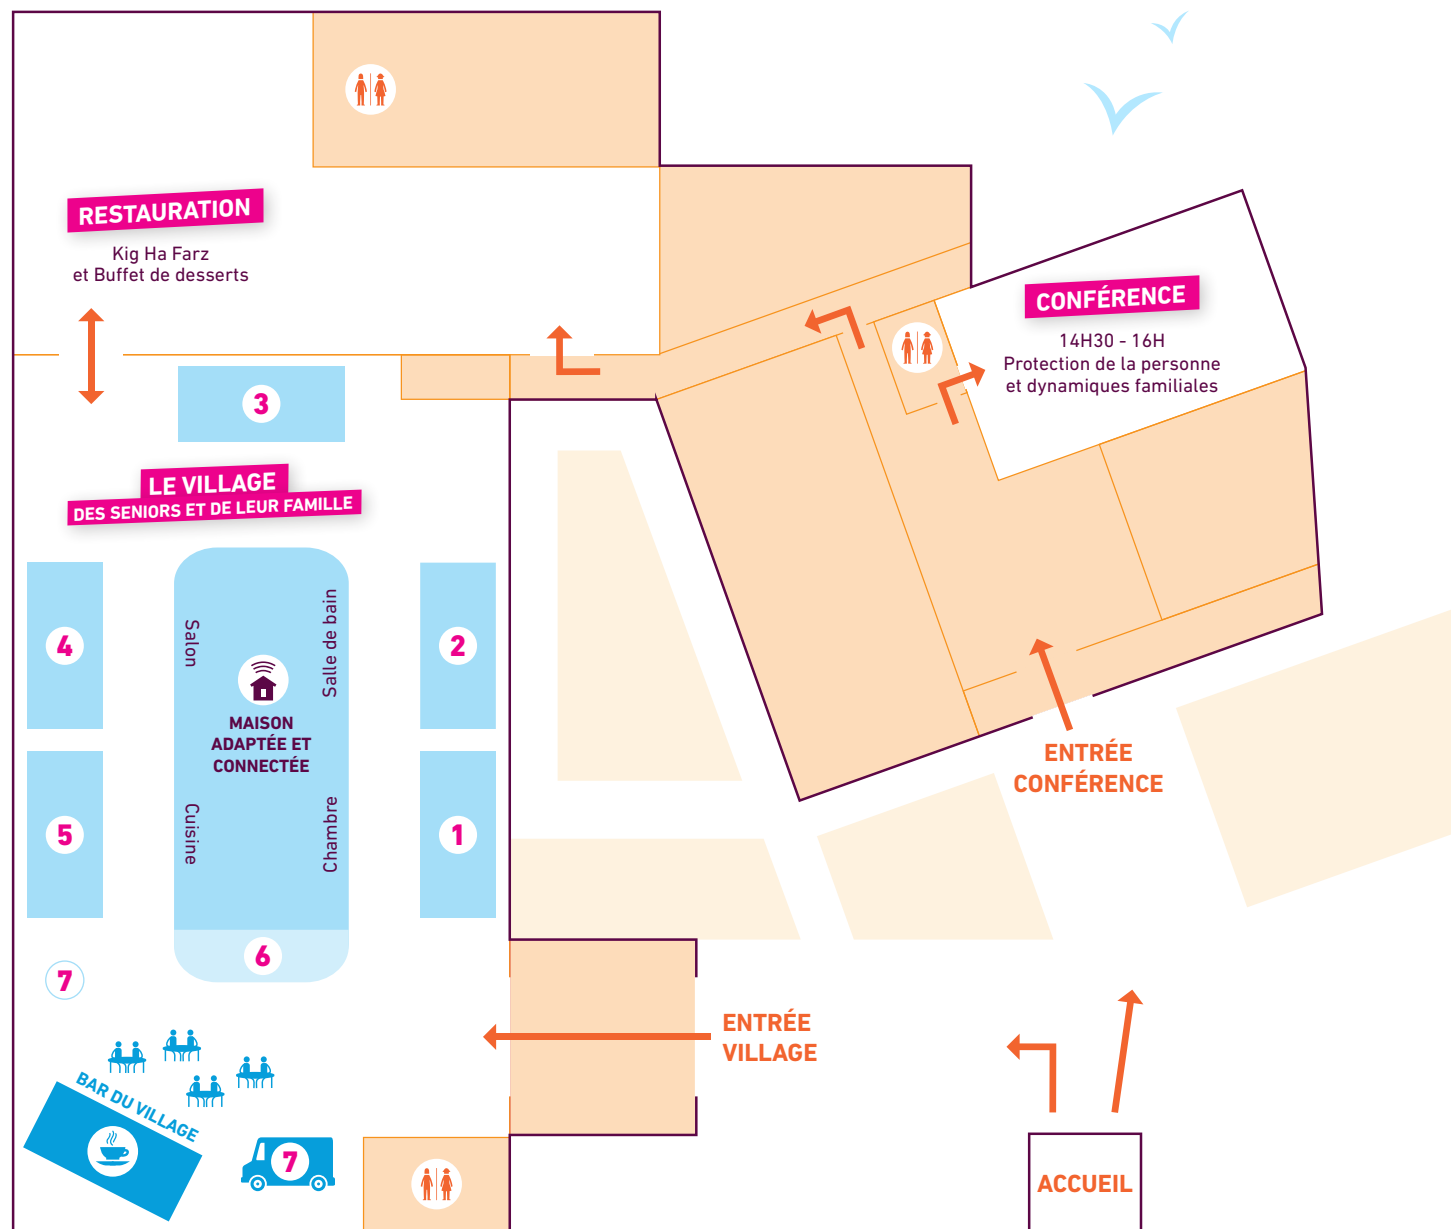 RESTAURATION
Kig Ha Farz
et Buffet de desserts
CONFÉRENCE
14H30 - 16H
Protection de la personne
et dynamiques familiales
3
LE VILLAGE
DES SENIORS ET DE LEUR FAMILLE
4
Salon
Salle de bain
2
MAISON
ADAPTÉE ET
CONNECTÉE
ENTRÉE
CONFÉRENCE
5
Cuisine
Chambre
1
6
7
ENTRÉE
VILLAGE
BAR DU VILLAGE
7
ACCUEIL